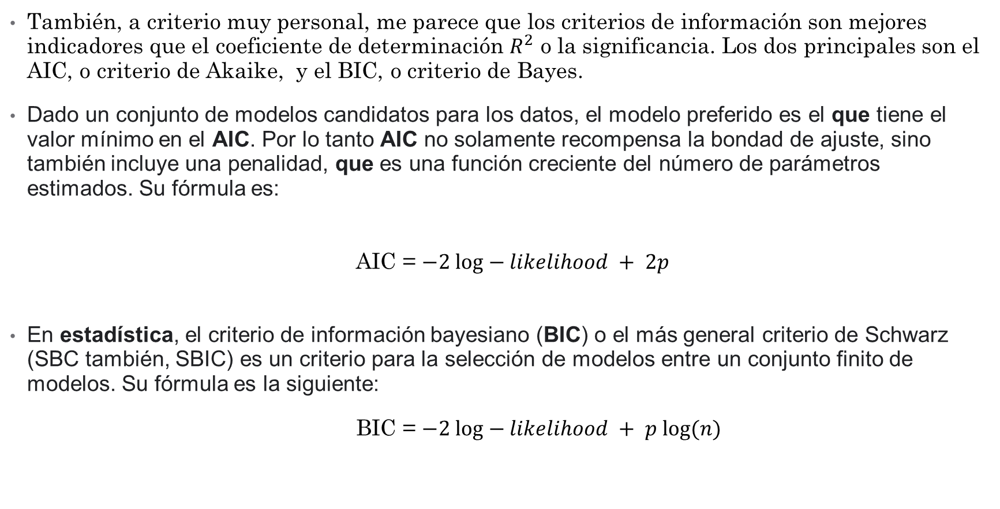 • También, a criterio muy personal, me parece que los criterios de información son mejores
indicadores que el coeficiente de determinación R² o la significancia. Los dos principales son el
AIC, o criterio de Akaike, y el BIC, o criterio de Bayes.
• Dado un conjunto de modelos candidatos para los datos, el modelo preferido es el que tiene el
valor mínimo en el AIC. Por lo tanto AIC no solamente recompensa la bondad de ajuste, sino
también incluye una penalidad, que es una función creciente del número de parámetros
estimados. Su fórmula es:
AIC = −2 log − likelihood + 2p
• En estadística, el criterio de información bayesiano (BIC) o el más general criterio de Schwarz
(SBC también, SBIC) es un criterio para la selección de modelos entre un conjunto finito de
modelos. Su fórmula es la siguiente:
BIC = −2 log − likelihood + p log(n)